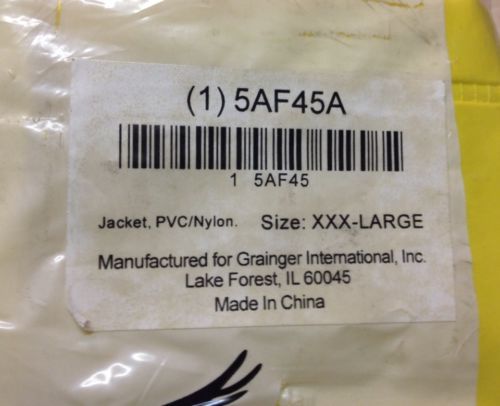 (1) 5AF45A
1 5AF45
Jacket, PVC/Nylon. Size: XXX-LARGE
Manufactured for Grainger International, Inc.
Lake Forest, IL 60045
Made In China